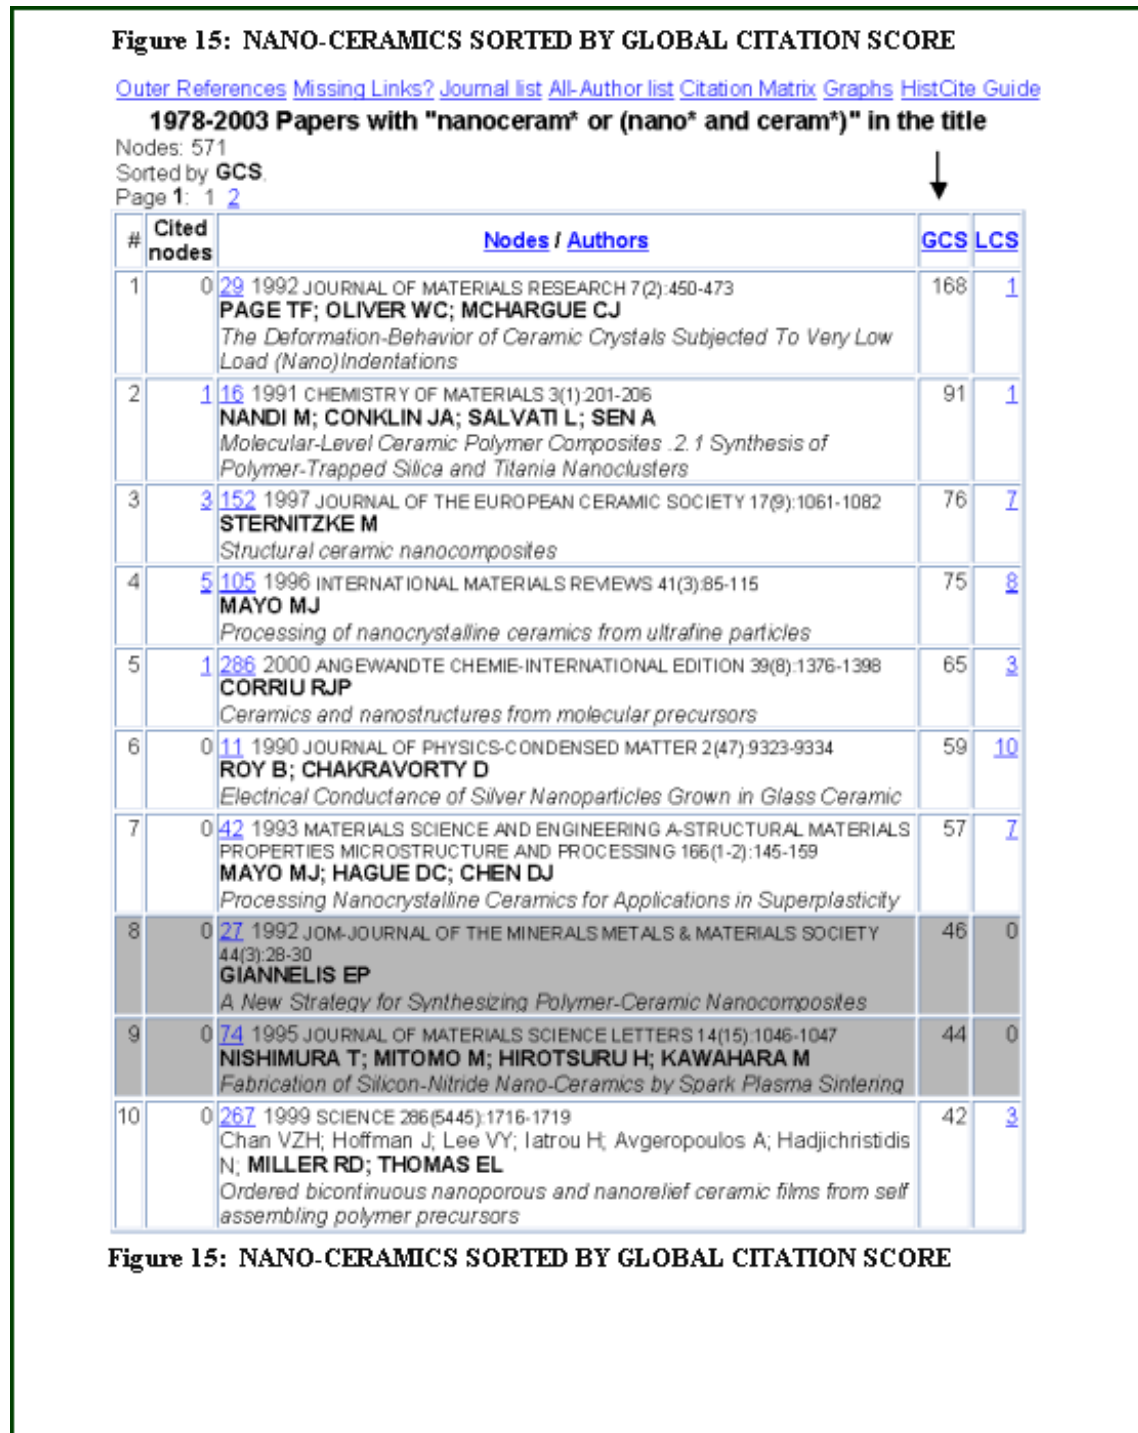 Figure 15: NANO-CERAMICS SORTED BY GLOBAL CITATION SCORE
Outer References Missing Links? Journal list All-Author list Citation Matrix Graphs HistCite Guide
1978-2003 Papers with "nanoceram* or (nano* and ceram*)" in the title
Nodes: 571
Sorted by GCS.
Page 1: 1 2
# Cited nodes Nodes / Authors GCS LCS
1 0 29 1992 JOURNAL OF MATERIALS RESEARCH 7(2):450-473 168 1
PAGE TF; OLIVER WC; MCHARGUE CJ
The Deformation-Behavior of Ceramic Crystals Subjected To Very Low
Load (Nano)Indentations
2 1 16 1991 CHEMISTRY OF MATERIALS 3(1):201-206 91 1
NANDI M; CONKLIN JA; SALVATI L; SEN A
Molecular-Level Ceramic Polymer Composites .2. 1 Synthesis of
Polymer-Trapped Silica and Titania Nanoclusters
3 3 152 1997 JOURNAL OF THE EUROPEAN CERAMIC SOCIETY 17(9):1061-1082 76 7
STERNITZKE M
Structural ceramic nanocomposites
4 5 105 1996 INTERNATIONAL MATERIALS REVIEWS 41(3):85-115 75 8
MAYO MJ
Processing of nanocrystalline ceramics from ultrafine particles
5 1 286 2000 ANGEWANDTE CHEMIE-INTERNATIONAL EDITION 39(8):1376-1398 65 3
CORRIU RJP
Ceramics and nanostructures from molecular precursors
6 0 11 1990 JOURNAL OF PHYSICS-CONDENSED MATTER 2(47):9323-9334 59 10
ROY B; CHAKRAVORTY D
Electrical Conductance of Silver Nanoparticles Grown in Glass Ceramic
7 0 42 1993 MATERIALS SCIENCE AND ENGINEERING A-STRUCTURAL MATERIALS 57 7
PROPERTIES MICROSTRUCTURE AND PROCESSING 166(1-2):145-159
MAYO MJ; HAGUE DC; CHEN DJ
Processing Nanocrystalline Ceramics for Applications in Superplasticity
8 0 27 1992 JOM-JOURNAL OF THE MINERALS METALS & MATERIALS SOCIETY 46 0
44(3):28-30
GIANNELIS EP
A New Strategy for Synthesizing Polymer-Ceramic Nanocomposites
9 0 74 1995 JOURNAL OF MATERIALS SCIENCE LETTERS 14(15):1046-1047 44 0
NISHIMURA T; MITOMO M; HIROTSURU H; KAWAHARA M
Fabrication of Silicon-Nitride Nano-Ceramics by Spark Plasma Sintering
10 0 267 1999 SCIENCE 286(5445):1716-1719 42 3
Chan VZH; Hoffman J; Lee VY; Iatrou H; Avgeropoulos A; Hadjichristidis
N; MILLER RD; THOMAS EL
Ordered bicontinuous nanoporous and nanorelief ceramic films from self
assembling polymer precursors
Figure 15: NANO-CERAMICS SORTED BY GLOBAL CITATION SCORE